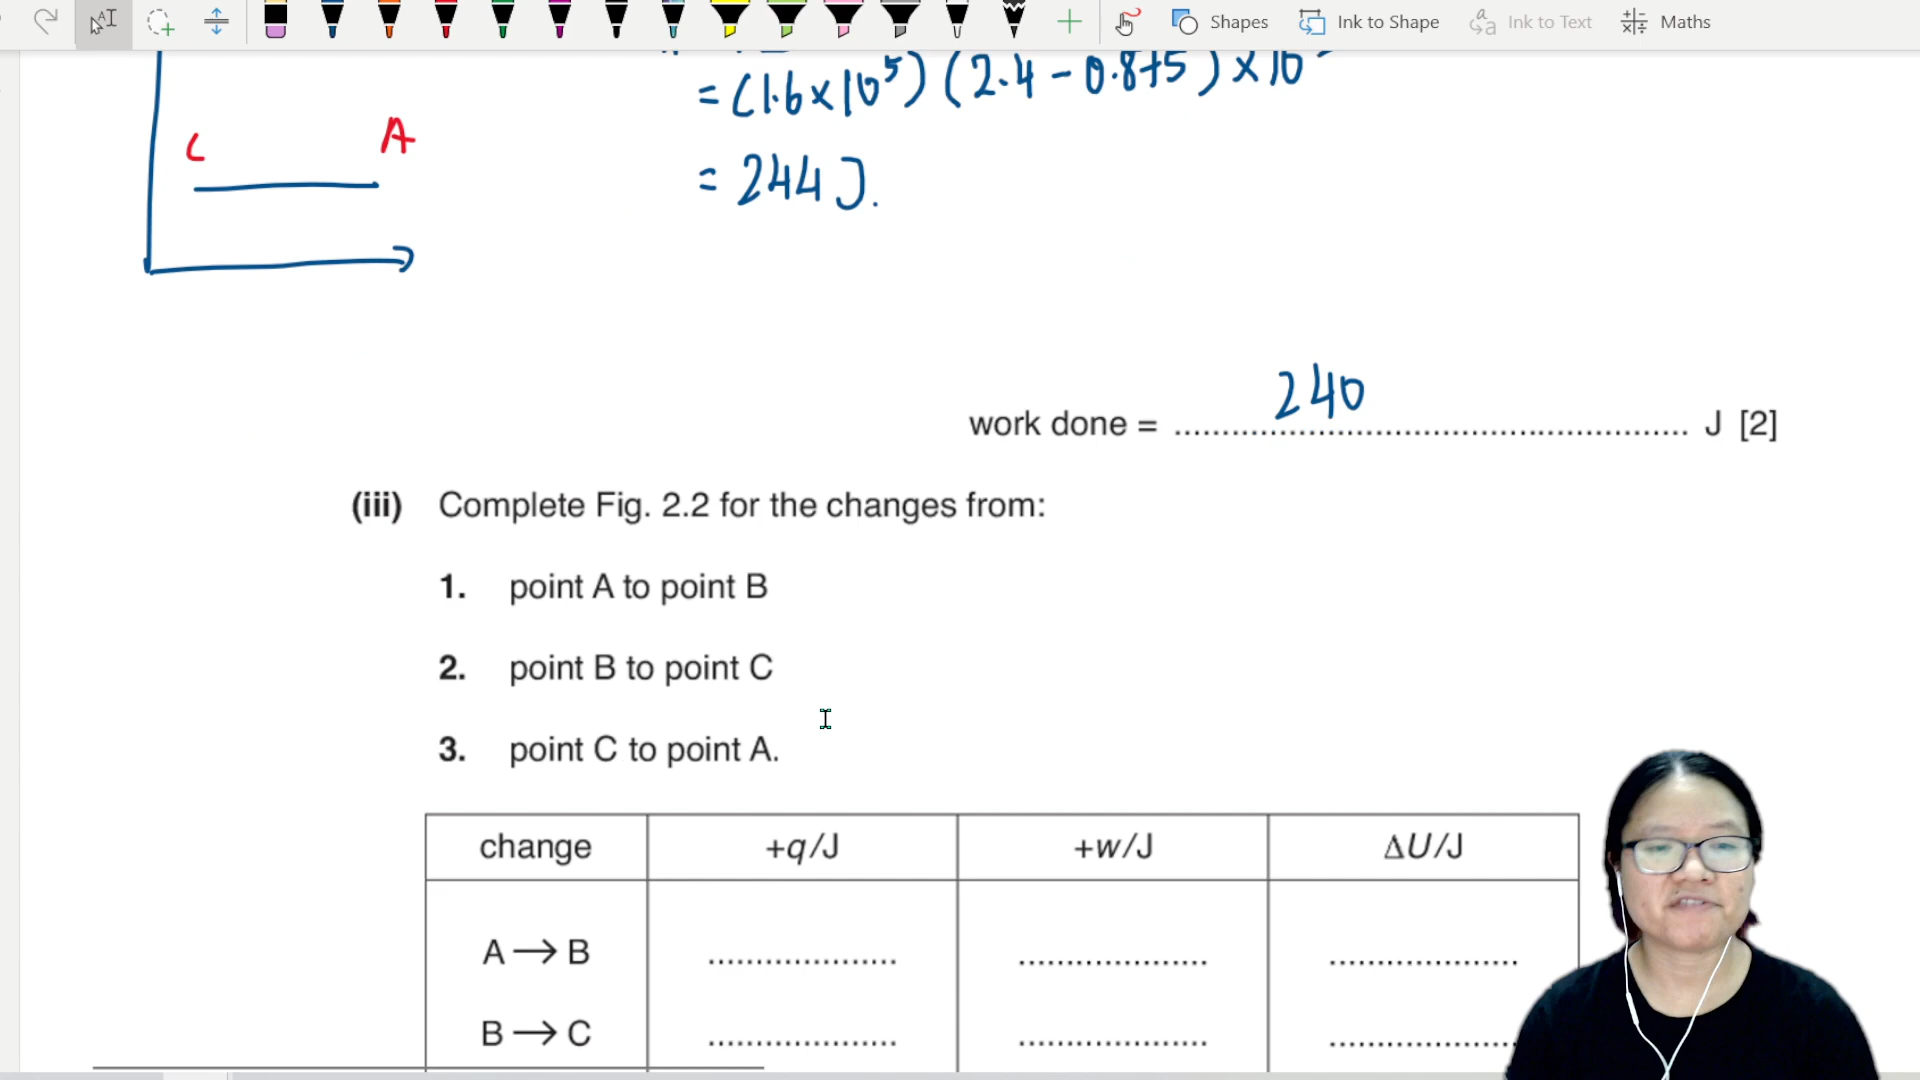 Shapes Ink to Shape Ink to Text Maths
= (1.6×10⁵) (2.4 − 0.875) ×10
C A
= 244 J.
240
work done = ........................................................ J [2]
(iii) Complete Fig. 2.2 for the changes from:
1. point A to point B
2. point B to point C
3. point C to point A.
change +q/J +w/J ΔU/J
A → B .................... .................... ....................
B → C .................... .................... ....................